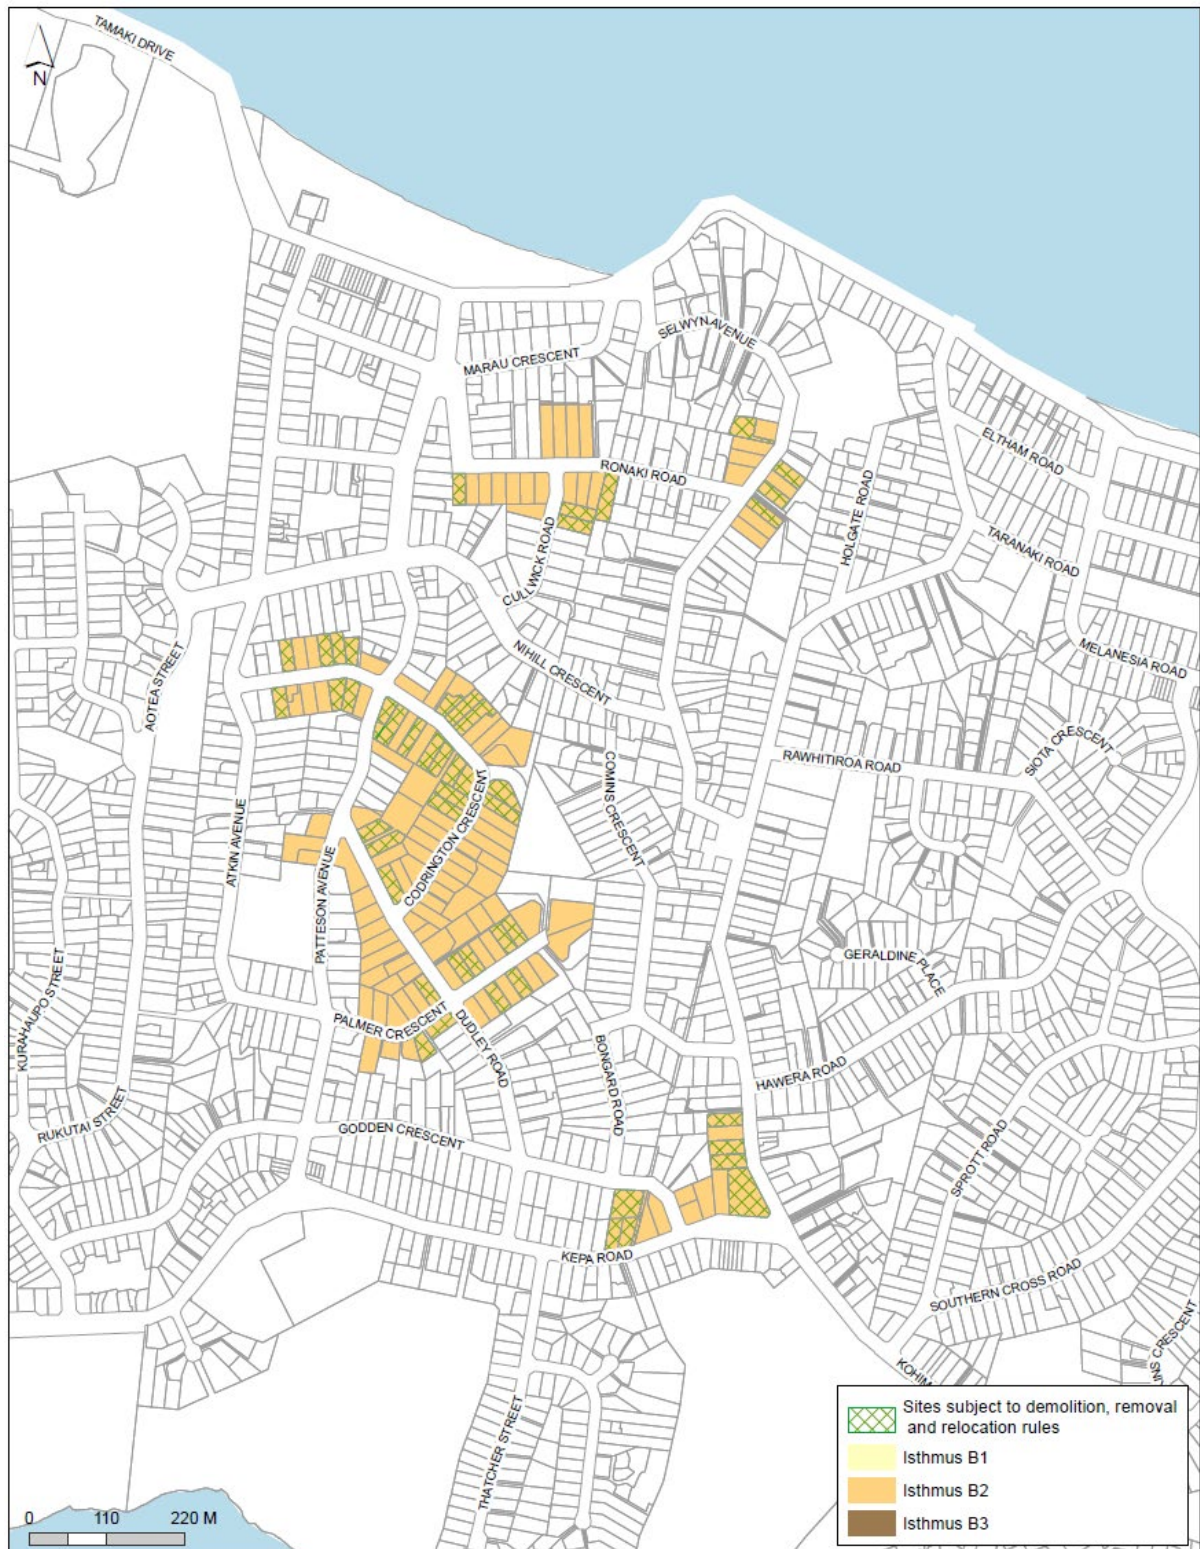 TAMAKI DRIVE
N
SELWYN AVENUE
MARAU CRESCENT
ELTHAM ROAD
RONAKI ROAD
HOLGATE ROAD
TARANAKI ROAD
CULLWICK ROAD
MELANESIA ROAD
AOTEA STREET
NIHILL CRESCENT
SIOTA CRESCENT
RAWHITIROA ROAD
COMINS CRESCENT
CODRINGTON CRESCENT
ATKIN AVENUE
PATTESON AVENUE
GERALDINE PLACE
KURAHAUPO STREET
PALMER CRESCENT
DUDLEY ROAD
BONGARD ROAD
HAWERA ROAD
RUKUTAI STREET
GODDEN CRESCENT
SPROTT ROAD
KEPA ROAD
SOUTHERN CROSS ROAD
INS CRESCENT
KOHIM
THATCHER STREET
Sites subject to demolition, removal
and relocation rules
Isthmus B1
Isthmus B2
Isthmus B3
0 110 220 M